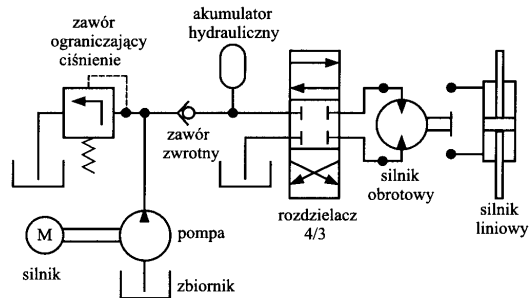 zawór
ograniczający
ciśnienie
akumulator
hydrauliczny
zawór
zwrotny
rozdzielacz
4/3
silnik
obrotowy
silnik
liniowy
M
silnik
pompa
zbiornik